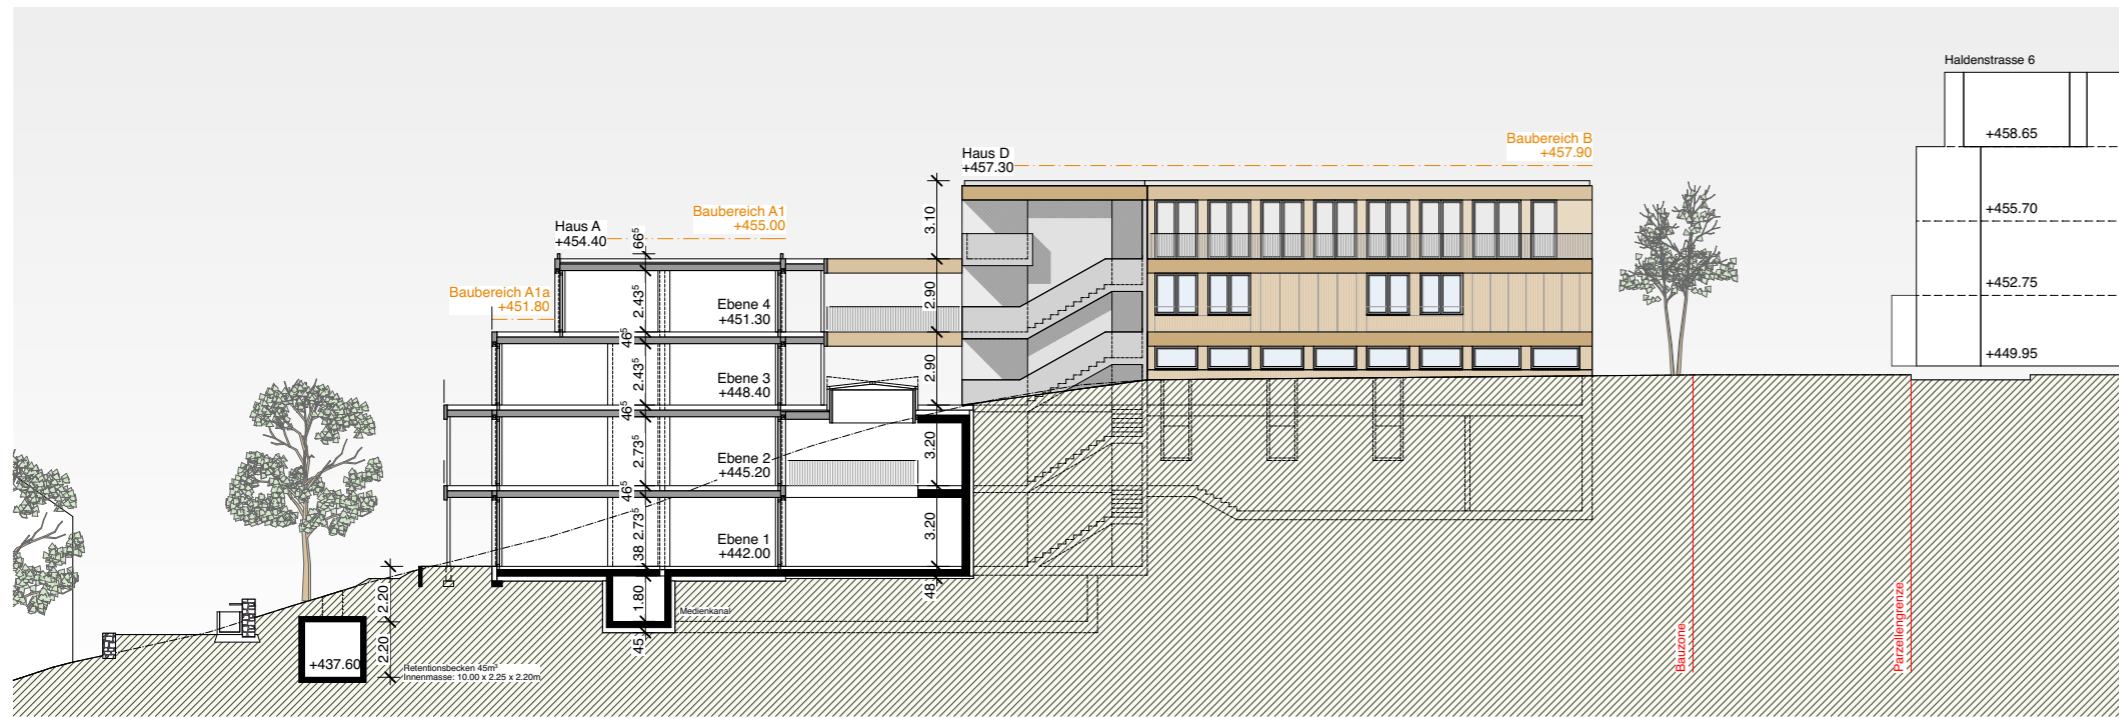 Haldenstrasse 6
+458.65
+455.70
+452.75
+449.95
Baubereich B
+457.90
Haus D
+457.30
Baubereich A1
+455.00
Haus A
+454.40
Baubereich A1a
+451.80
66⁵
2.43⁵
46⁵
2.43⁵
46⁵
2.73⁵
46⁵
2.73⁵
38
1.80
45
Ebene 4
+451.30
Ebene 3
+448.40
Ebene 2
+445.20
Ebene 1
+442.00
3.10
2.90
2.90
3.20
3.20
48
Medienkanal
2.20
2.20
+437.60
Retentionsbecken 45m³
Innenmasse: 10.00 x 2.25 x 2.20m
Bauzone
Parzellengrenze